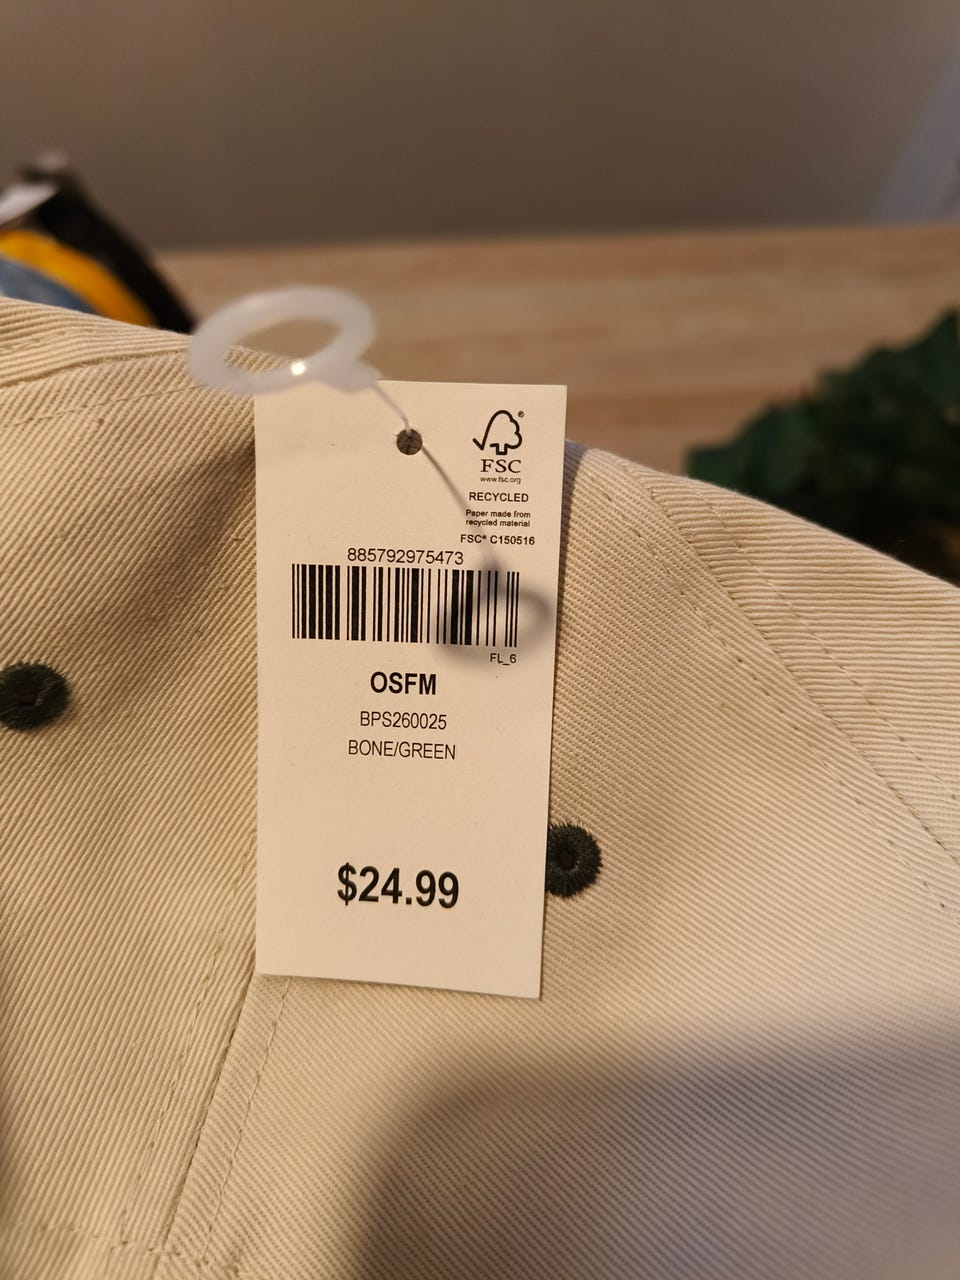 ®
FSC
www.fsc.org
RECYCLED
Paper made from
recycled material
FSC® C150516
885792975473
FL_6
OSFM
BPS260025
BONE/GREEN
$24.99